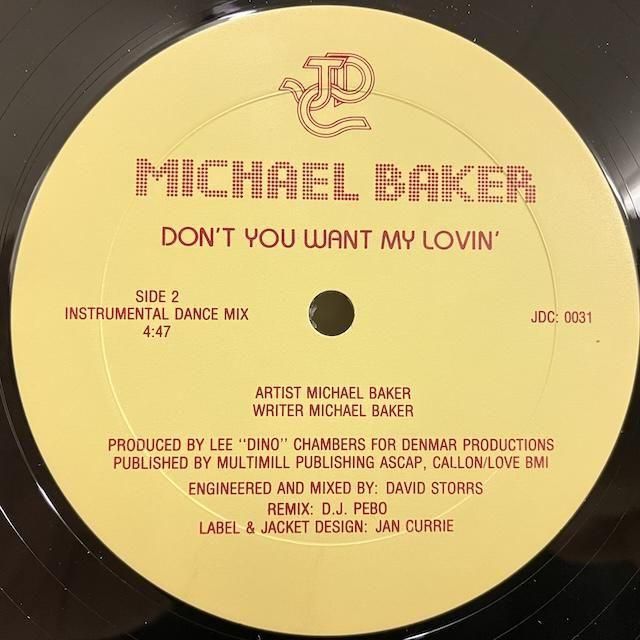 JDC
MICHAEL BAKER
DON'T YOU WANT MY LOVIN'
SIDE 2
INSTRUMENTAL DANCE MIX
4:47
JDC: 0031
ARTIST MICHAEL BAKER
WRITER MICHAEL BAKER
PRODUCED BY LEE "DINO" CHAMBERS FOR DENMAR PRODUCTIONS
PUBLISHED BY MULTIMILL PUBLISHING ASCAP, CALLON/LOVE BMI
ENGINEERED AND MIXED BY: DAVID STORRS
REMIX: D.J. PEBO
LABEL & JACKET DESIGN: JAN CURRIE